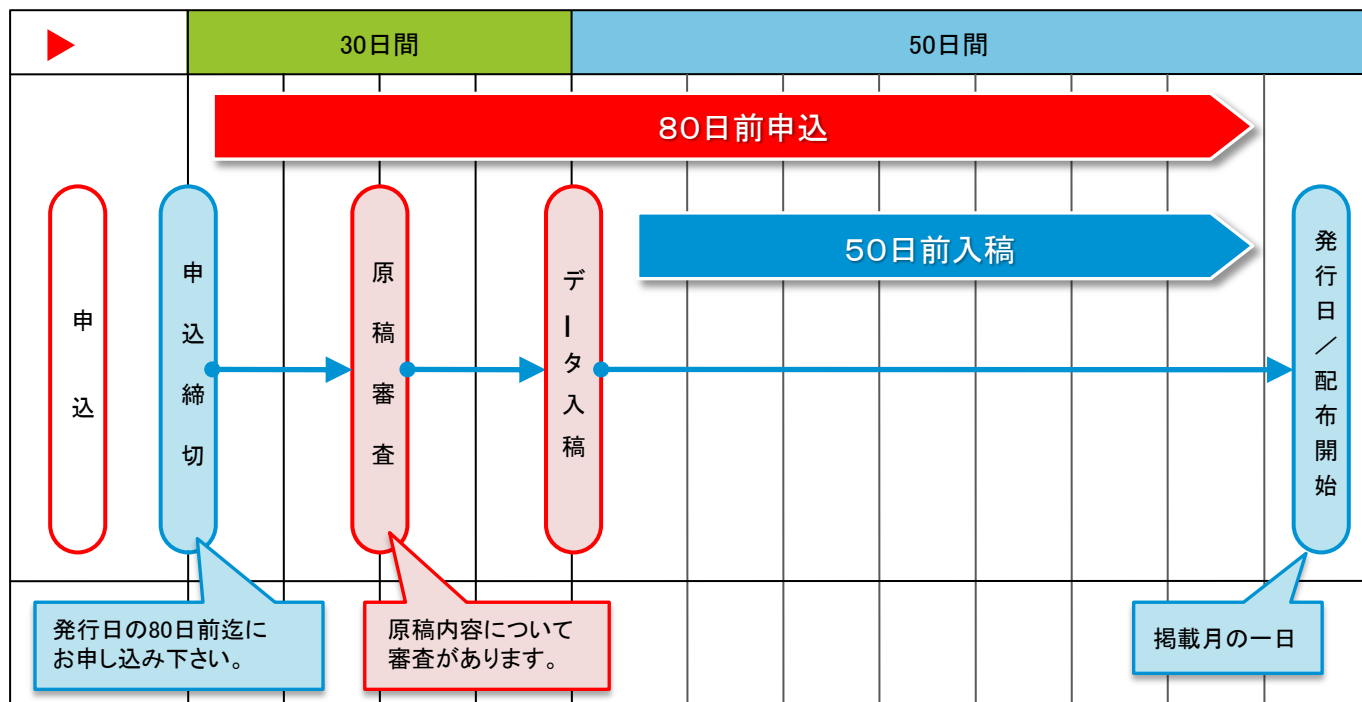 30日間
50日間
80日前申込
50日前入稿
申込
申込締切
原稿審査
データ入稿
発行日／配布開始
発行日の80日前迄に
お申し込み下さい。
原稿内容について
審査があります。
掲載月の一日